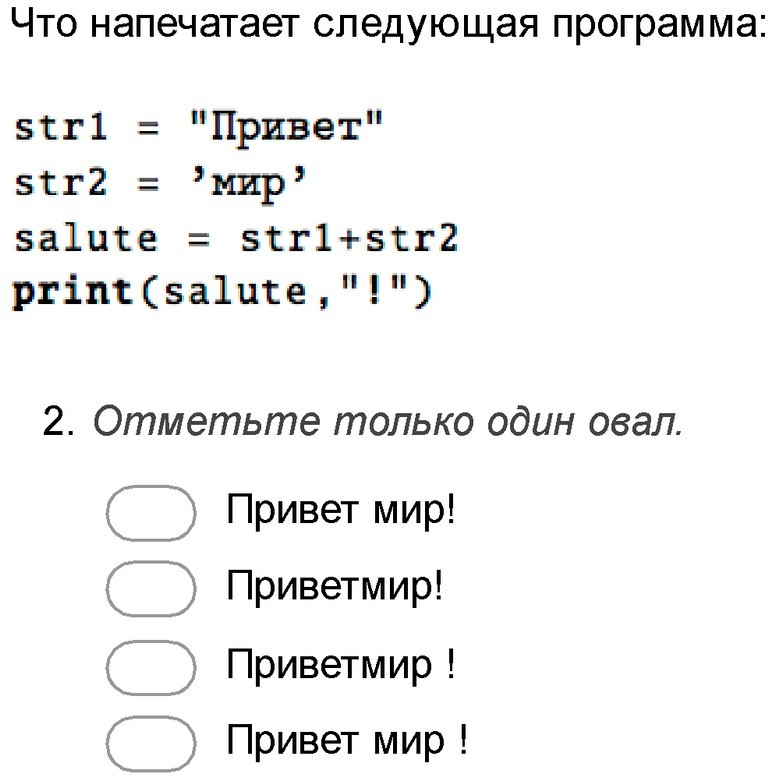 Что напечатает следующая программа:
str1 = "Привет"
str2 = ’мир’
salute = str1+str2
print(salute,"!")
2. Отметьте только один овал.
Привет мир!
Приветмир!
Приветмир !
Привет мир !